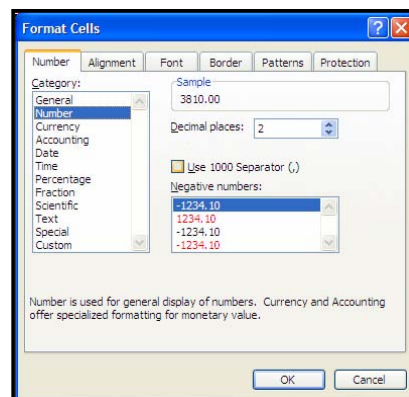 Format Cells
Number Alignment Font Border Patterns Protection
Category:
General
Number
Currency
Accounting
Date
Time
Percentage
Fraction
Scientific
Text
Special
Custom
Sample
3810.00
Decimal places: 2
Use 1000 Separator (,)
Negative numbers:
-1234.10
1234.10
-1234.10
-1234.10
Number is used for general display of numbers. Currency and Accounting
offer specialized formatting for monetary value.
OK Cancel